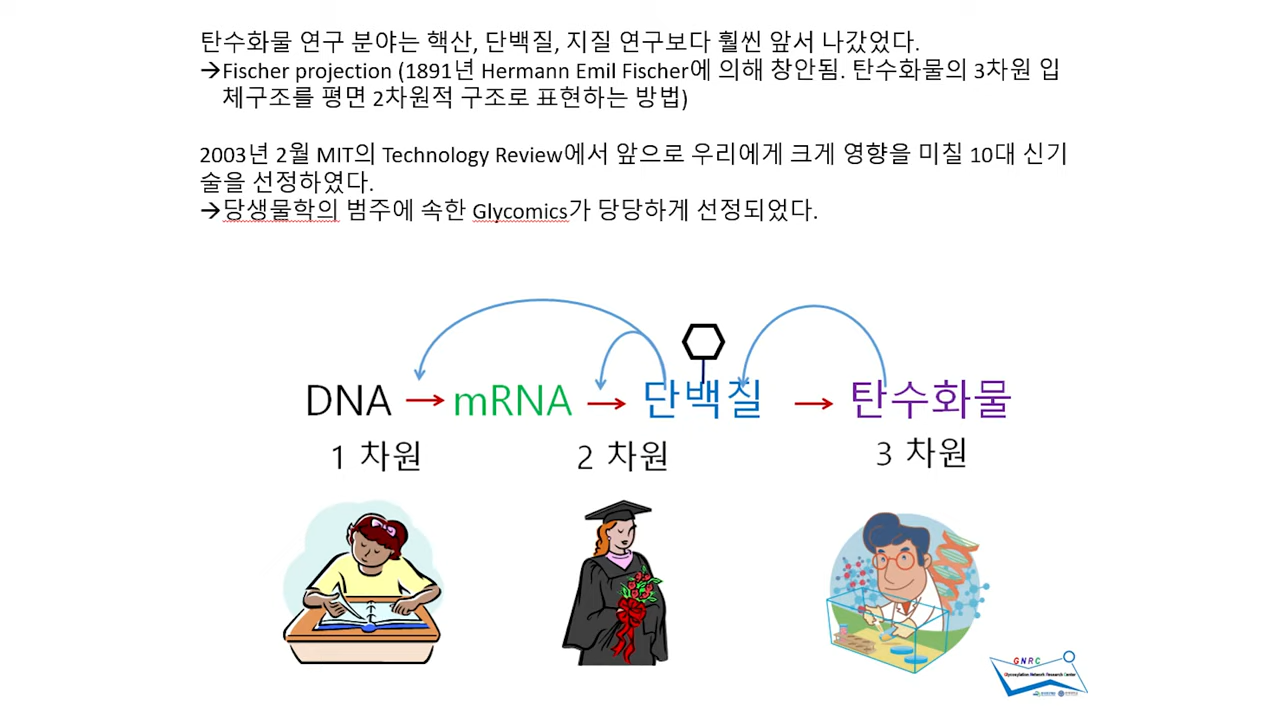 탄수화물 연구 분야는 핵산, 단백질, 지질 연구보다 훨씬 앞서 나갔었다.
→Fischer projection (1891년 Hermann Emil Fischer에 의해 창안됨. 탄수화물의 3차원 입
체구조를 평면 2차원적 구조로 표현하는 방법)
2003년 2월 MIT의 Technology Review에서 앞으로 우리에게 크게 영향을 미칠 10대 신기
술을 선정하였다.
→당생물학의 범주에 속한 Glycomics가 당당하게 선정되었다.
DNA → mRNA → 단백질 → 탄수화물
1 차원 2 차원 3 차원
GNRC
Glycosylation Network Research Center